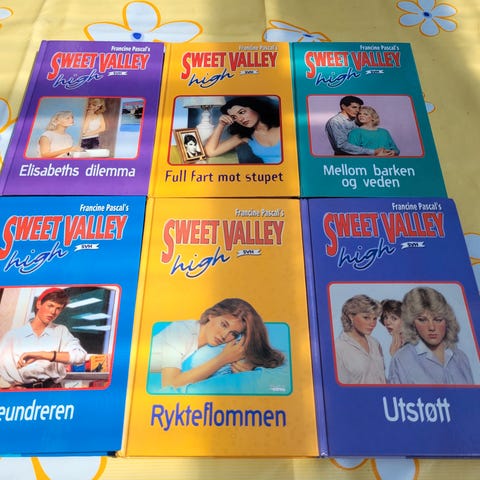 Francine Pascal's
SWEET VALLEY
high
SVH
Elisabeths dilemma
Francine Pascal's
SWEET VALLEY
high
SVH
Full fart mot stupet
Francine Pascal's
SWEET VALLEY
high
SVH
Mellom barken
og veden
Francine Pascal's
SWEET VALLEY
high
SVH
eundreren
Francine Pascal's
SWEET VALLEY
high
SVH
Rykteflommen
Francine Pascal's
SWEET VALLEY
high
SVH
Utstøtt